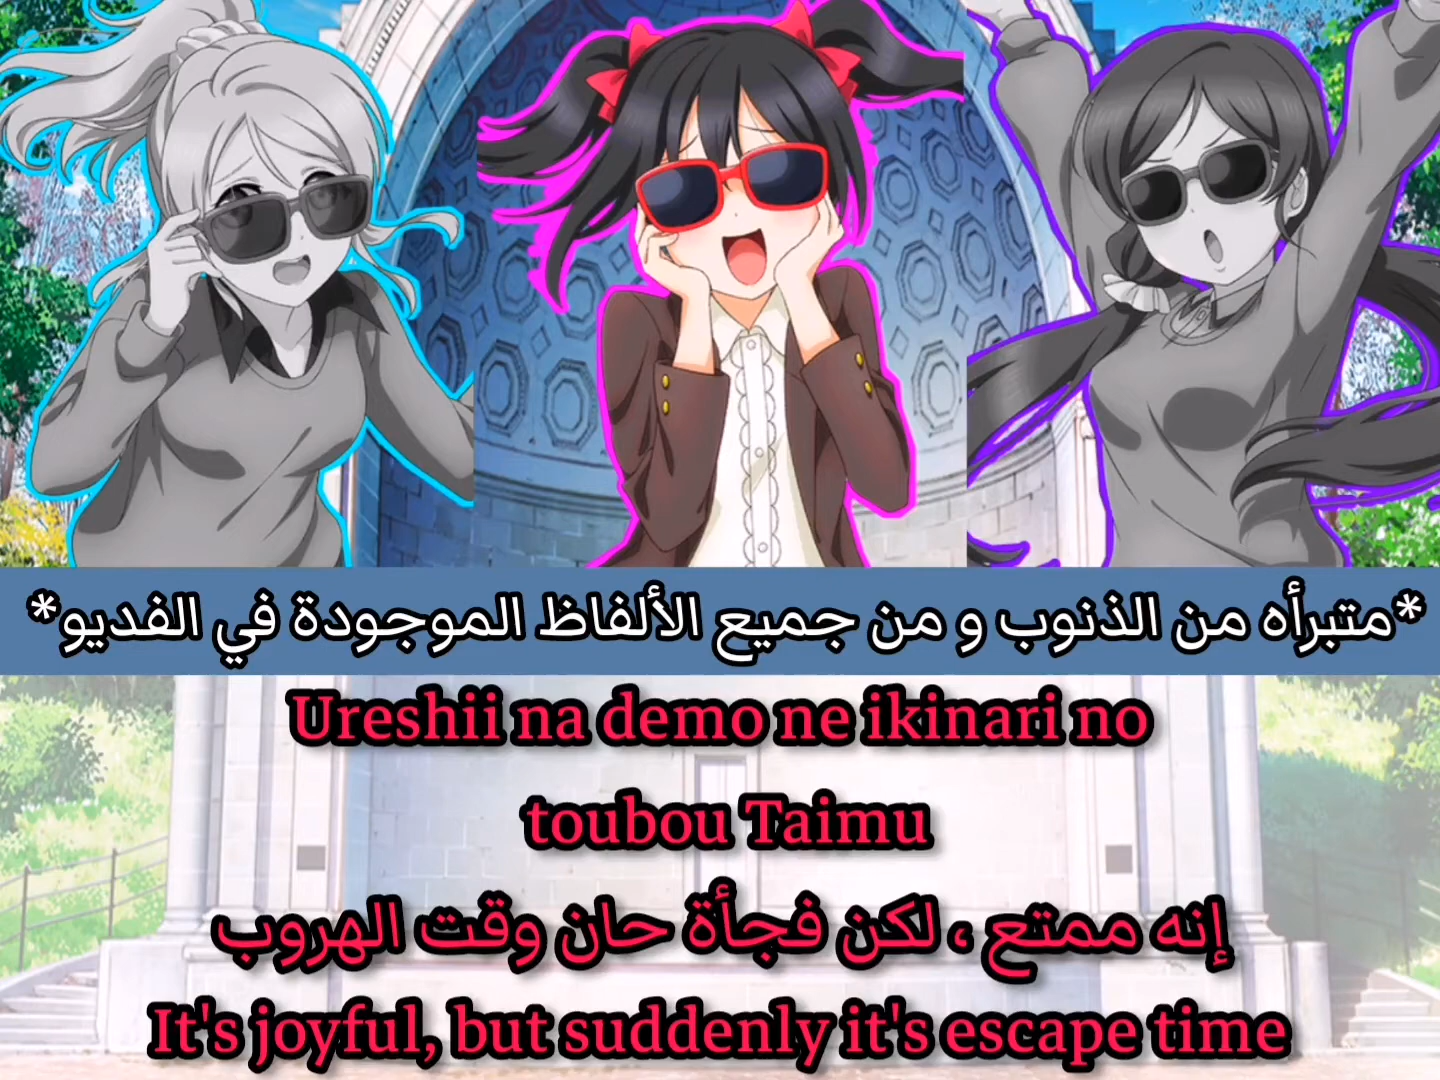 *متبرأه من الذنوب و من جميع الألفاظ الموجودة في الفديو*
Ureshii na demo ne ikinari no
toubou Taimu
إنه ممتع ، لكن فجأة حان وقت الهروب
It's joyful, but suddenly it's escape time